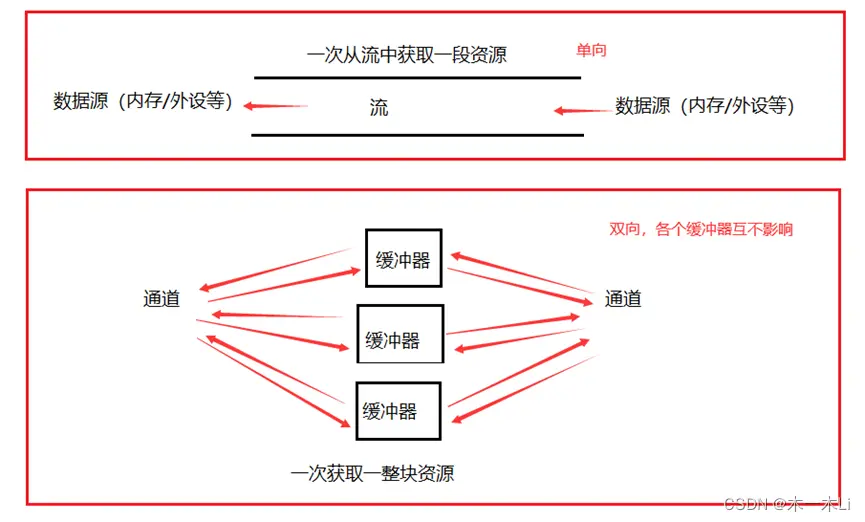 一次从流中获取一段资源
单向
数据源（内存/外设等）
流
数据源（内存/外设等）
双向，各个缓冲器互不影响
缓冲器
通道
通道
缓冲器
缓冲器
一次获取一整块资源
CSDN @木一木Li